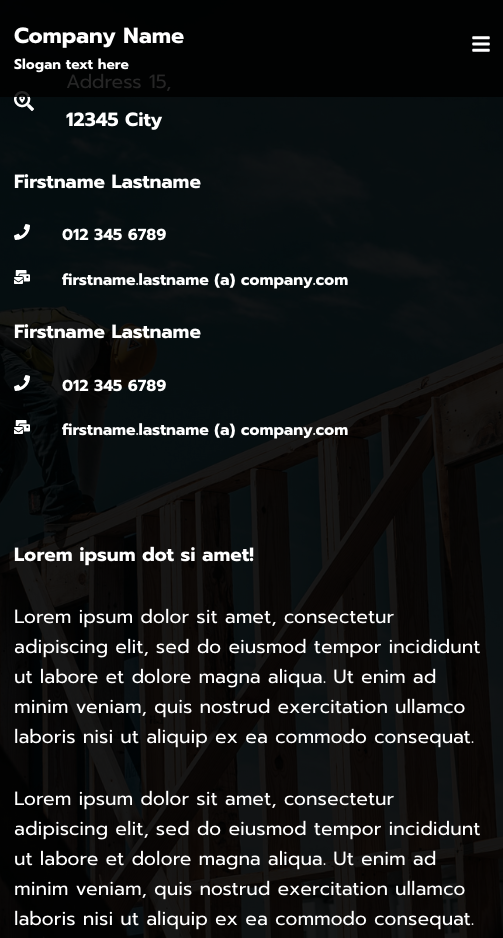 Company Name
Slogan text here
Address 15,
12345 City
Firstname Lastname
012 345 6789
firstname.lastname (a) company.com
Firstname Lastname
012 345 6789
firstname.lastname (a) company.com
Lorem ipsum dot si amet!
Lorem ipsum dolor sit amet, consectetur
adipiscing elit, sed do eiusmod tempor incididunt
ut labore et dolore magna aliqua. Ut enim ad
minim veniam, quis nostrud exercitation ullamco
laboris nisi ut aliquip ex ea commodo consequat.
Lorem ipsum dolor sit amet, consectetur
adipiscing elit, sed do eiusmod tempor incididunt
ut labore et dolore magna aliqua. Ut enim ad
minim veniam, quis nostrud exercitation ullamco
laboris nisi ut aliquip ex ea commodo consequat.